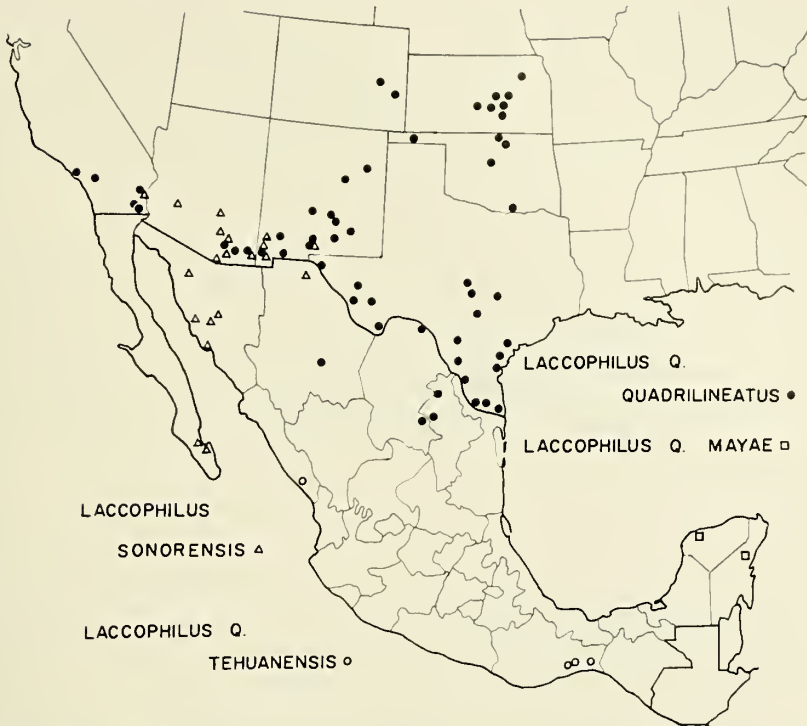 LACCOPHILUS Q.
QUADRILINEATUS ●
LACCOPHILUS Q. MAYAE □
LACCOPHILUS
SONORENSIS △
LACCOPHILUS Q.
TEHUANENSIS ○